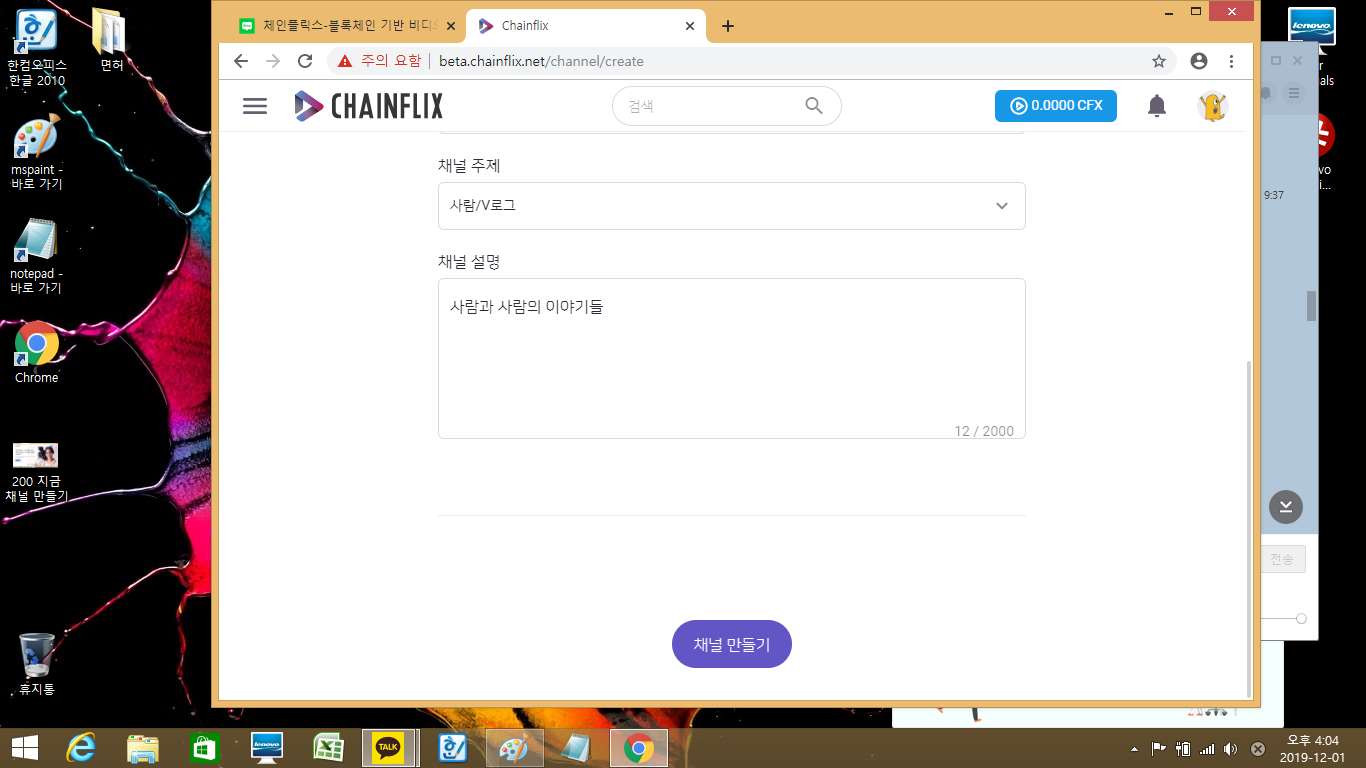 한컴오피스
한글 2010
면허
mspaint -
바로 가기
notepad -
바로 가기
Chrome
200 지금
채널 만들기
휴지통
체인플릭스-블록체인 기반 비디
Chainflix
주의 요함
beta.chainflix.net/channel/create
CHAINFLIX
검색
0.0000 CFX
채널 주제
사람/V로그
채널 설명
사람과 사람의 이야기들
12 / 2000
채널 만들기
lenovo
9:37
전송
lenovo
TALK
오후 4:04
2019-12-01